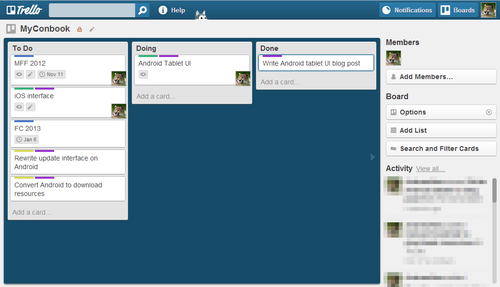 Trello
Help
Notifications
Boards
MyConbook
To Do
MFF 2012
Nov 11
iOS interface
FC 2013
Jan 6
Rewrite update interface on
Android
Convert Android to download
resources
Add a card...
Doing
Android Tablet UI
Add a card...
Done
Write Android tablet UI blog post
Add a card...
Members
Add Members...
Board
Options
Add List
Search and Filter Cards
Activity View all...